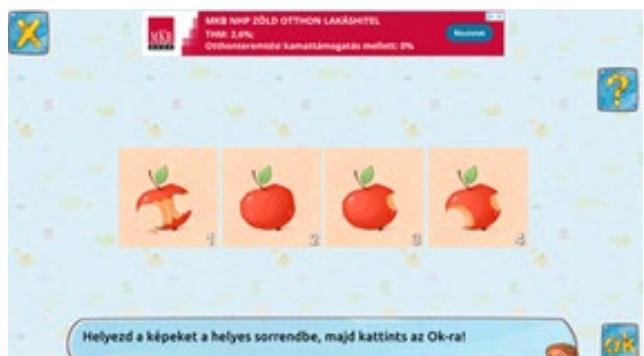 MKB NHP ZÖLD OTTHON LAKÁSHITEL
THM: 2,6%;
Otthonteremtési kamattámogatás mellett: 0%
MKB
Részletek
?
1
2
3
4
Helyezd a képeket a helyes sorrendbe, majd kattints az Ok-ra!
Ok